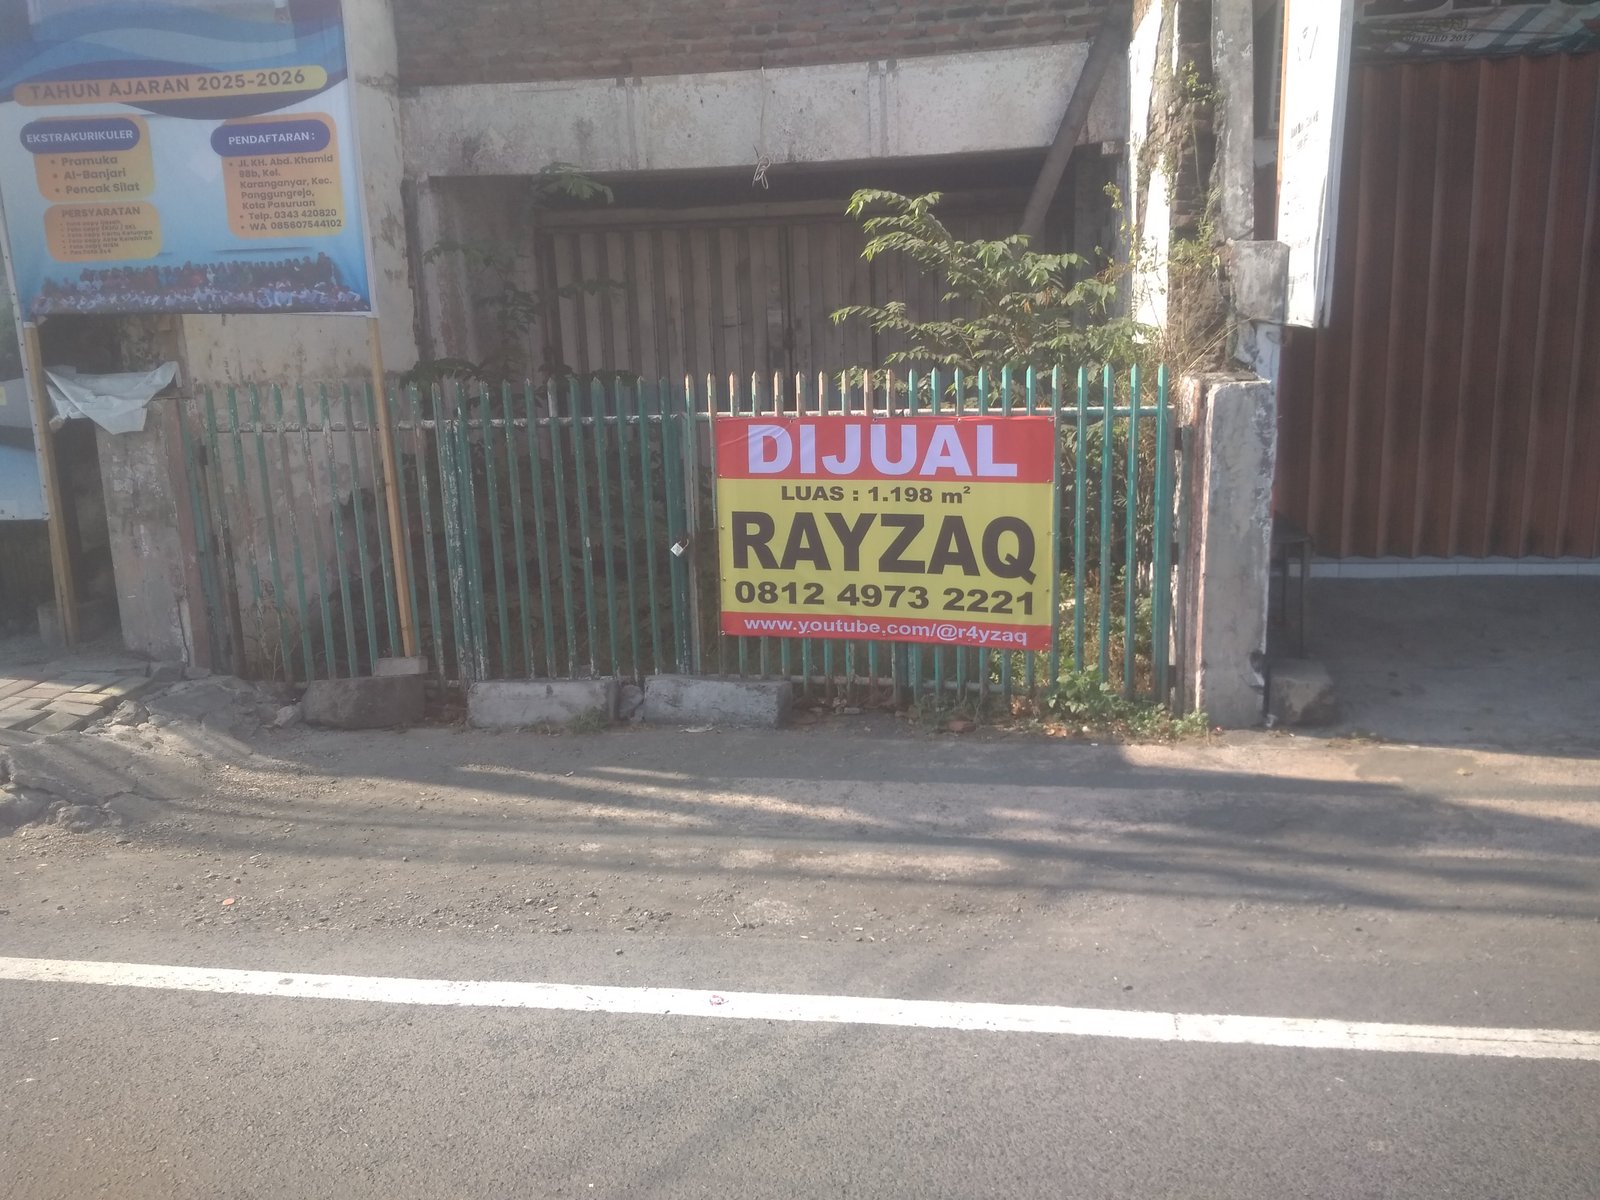 TAHUN AJARAN 2025-2026
EKSTRAKURIKULER
• Pramuka
• Al-Banjari
• Pencak Silat
PERSYARATAN
PENDAFTARAN :
• Jl. KH. Abd. Khamid
98b, Kel.
Karanganyar, Kec.
Panggungrejo,
Kota Pasuruan
• Telp. 0343 420820
• WA 085607544102
DIJUAL
LUAS : 1.198 m²
RAYZAQ
0812 4973 2221
www.youtube.com/@r4yzaq